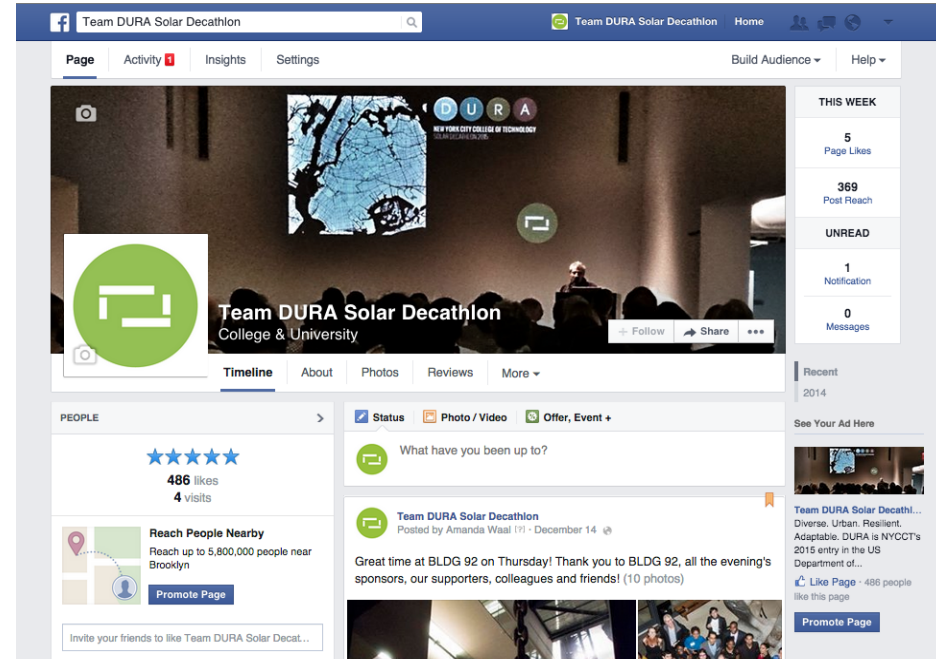 Team DURA Solar Decathlon
Team DURA Solar Decathlon Home
Page Activity 1 Insights Settings Build Audience Help
D U R A
NEW YORK CITY COLLEGE OF TECHNOLOGY
SOLAR DECATHLON 2015
Team DURA Solar Decathlon
College & University
+ Follow Share •••
Timeline About Photos Reviews More
THIS WEEK
5
Page Likes
369
Post Reach
UNREAD
1
Notification
0
Messages
Recent
2014
PEOPLE
486 likes
4 visits
Reach People Nearby
Reach up to 5,800,000 people near
Brooklyn
Promote Page
Invite your friends to like Team DURA Solar Decat...
Status Photo / Video Offer, Event +
What have you been up to?
Team DURA Solar Decathlon
Posted by Amanda Waal [?] · December 14
Great time at BLDG 92 on Thursday! Thank you to BLDG 92, all the evening's
sponsors, our supporters, colleagues and friends! (10 photos)
See Your Ad Here
Team DURA Solar Decathl...
Diverse. Urban. Resilient.
Adaptable. DURA is NYCCT's
2015 entry in the US
Department of...
Like Page · 486 people
like this page
Promote Page